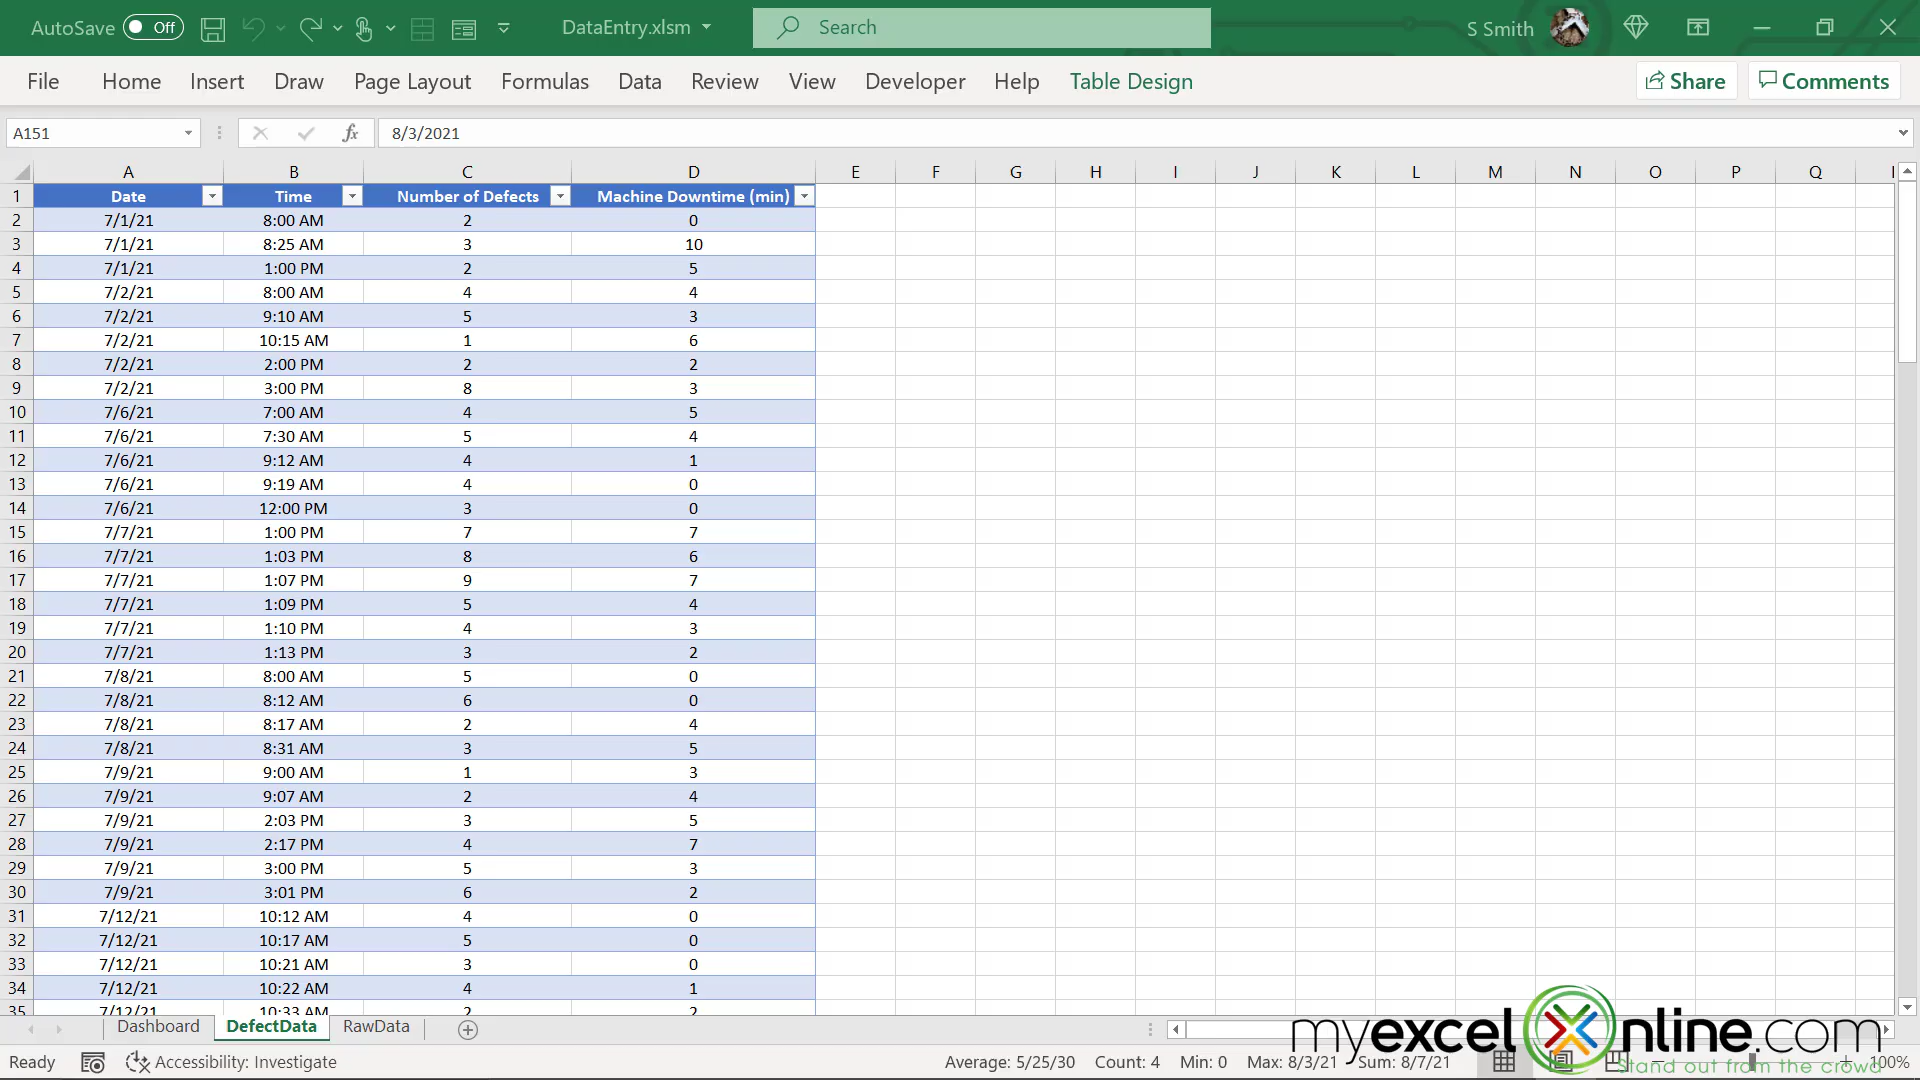 AutoSave Off DataEntry.xlsm Search S Smith
File Home Insert Draw Page Layout Formulas Data Review View Developer Help Table Design Share Comments
A151 fx 8/3/2021
A B C D E F G H I J K L M N O P Q
1 Date Time Number of Defects Machine Downtime (min)
2 7/1/21 8:00 AM 2 0
3 7/1/21 8:25 AM 3 10
4 7/1/21 1:00 PM 2 5
5 7/2/21 8:00 AM 4 4
6 7/2/21 9:10 AM 5 3
7 7/2/21 10:15 AM 1 6
8 7/2/21 2:00 PM 2 2
9 7/2/21 3:00 PM 8 3
10 7/6/21 7:00 AM 4 5
11 7/6/21 7:30 AM 5 4
12 7/6/21 9:12 AM 4 1
13 7/6/21 9:19 AM 4 0
14 7/6/21 12:00 PM 3 0
15 7/7/21 1:00 PM 7 7
16 7/7/21 1:03 PM 8 6
17 7/7/21 1:07 PM 9 7
18 7/7/21 1:09 PM 5 4
19 7/7/21 1:10 PM 4 3
20 7/7/21 1:13 PM 3 2
21 7/8/21 8:00 AM 5 0
22 7/8/21 8:12 AM 6 0
23 7/8/21 8:17 AM 2 4
24 7/8/21 8:31 AM 3 5
25 7/9/21 9:00 AM 1 3
26 7/9/21 9:07 AM 2 4
27 7/9/21 2:03 PM 3 5
28 7/9/21 2:17 PM 4 7
29 7/9/21 3:00 PM 5 3
30 7/9/21 3:01 PM 6 2
31 7/12/21 10:12 AM 4 0
32 7/12/21 10:17 AM 5 0
33 7/12/21 10:21 AM 3 0
34 7/12/21 10:22 AM 4 1
35 7/12/21 10:33 AM 2 2
Dashboard DefectData RawData
myexcelOnline.com
Stand out from the crowd
Ready Accessibility: Investigate Average: 5/25/30 Count: 4 Min: 0 Max: 8/3/21 Sum: 8/7/21 100%